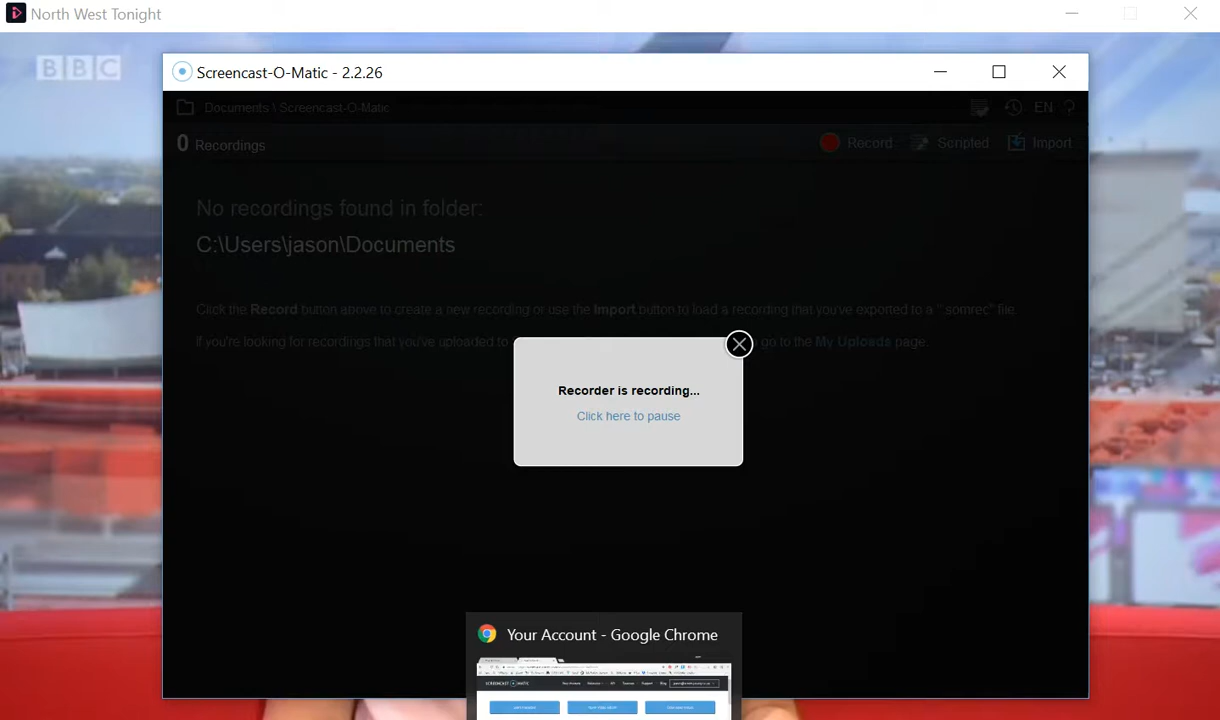 North West Tonight
BBC
Screencast-O-Matic - 2.2.26
Documents \ Screencast-O-Matic
EN ?
0 Recordings
Record Scripted Import
No recordings found in folder:
C:\Users\jason\Documents
Click the Record button above to create a new recording or use the Import button to load a recording that you've exported to a ".somrec" file
If you're looking for recordings that you've uploaded to go to the My Uploads page.
Recorder is recording...
Click here to pause
Your Account - Google Chrome
SCREENCAST-O-MATIC